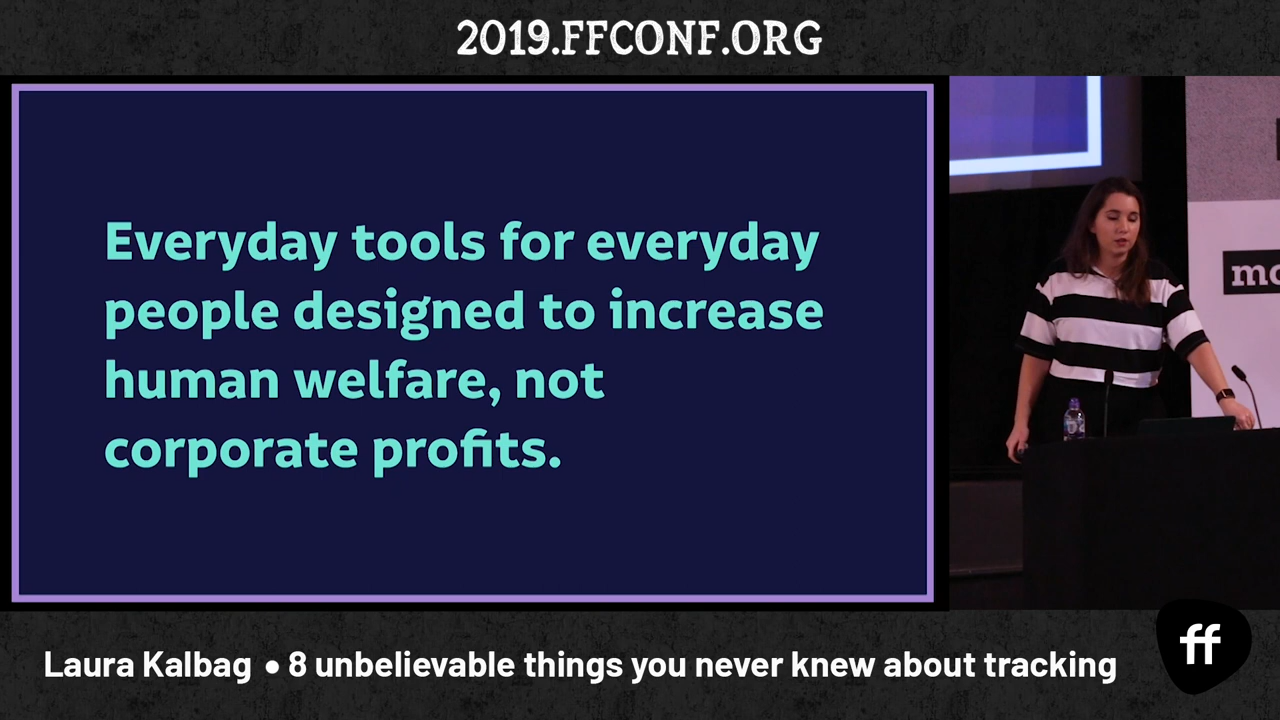 2019.FFCONF.ORG
Everyday tools for everyday
people designed to increase
human welfare, not
corporate profits.
mo
Laura Kalbag • 8 unbelievable things you never knew about tracking
ff